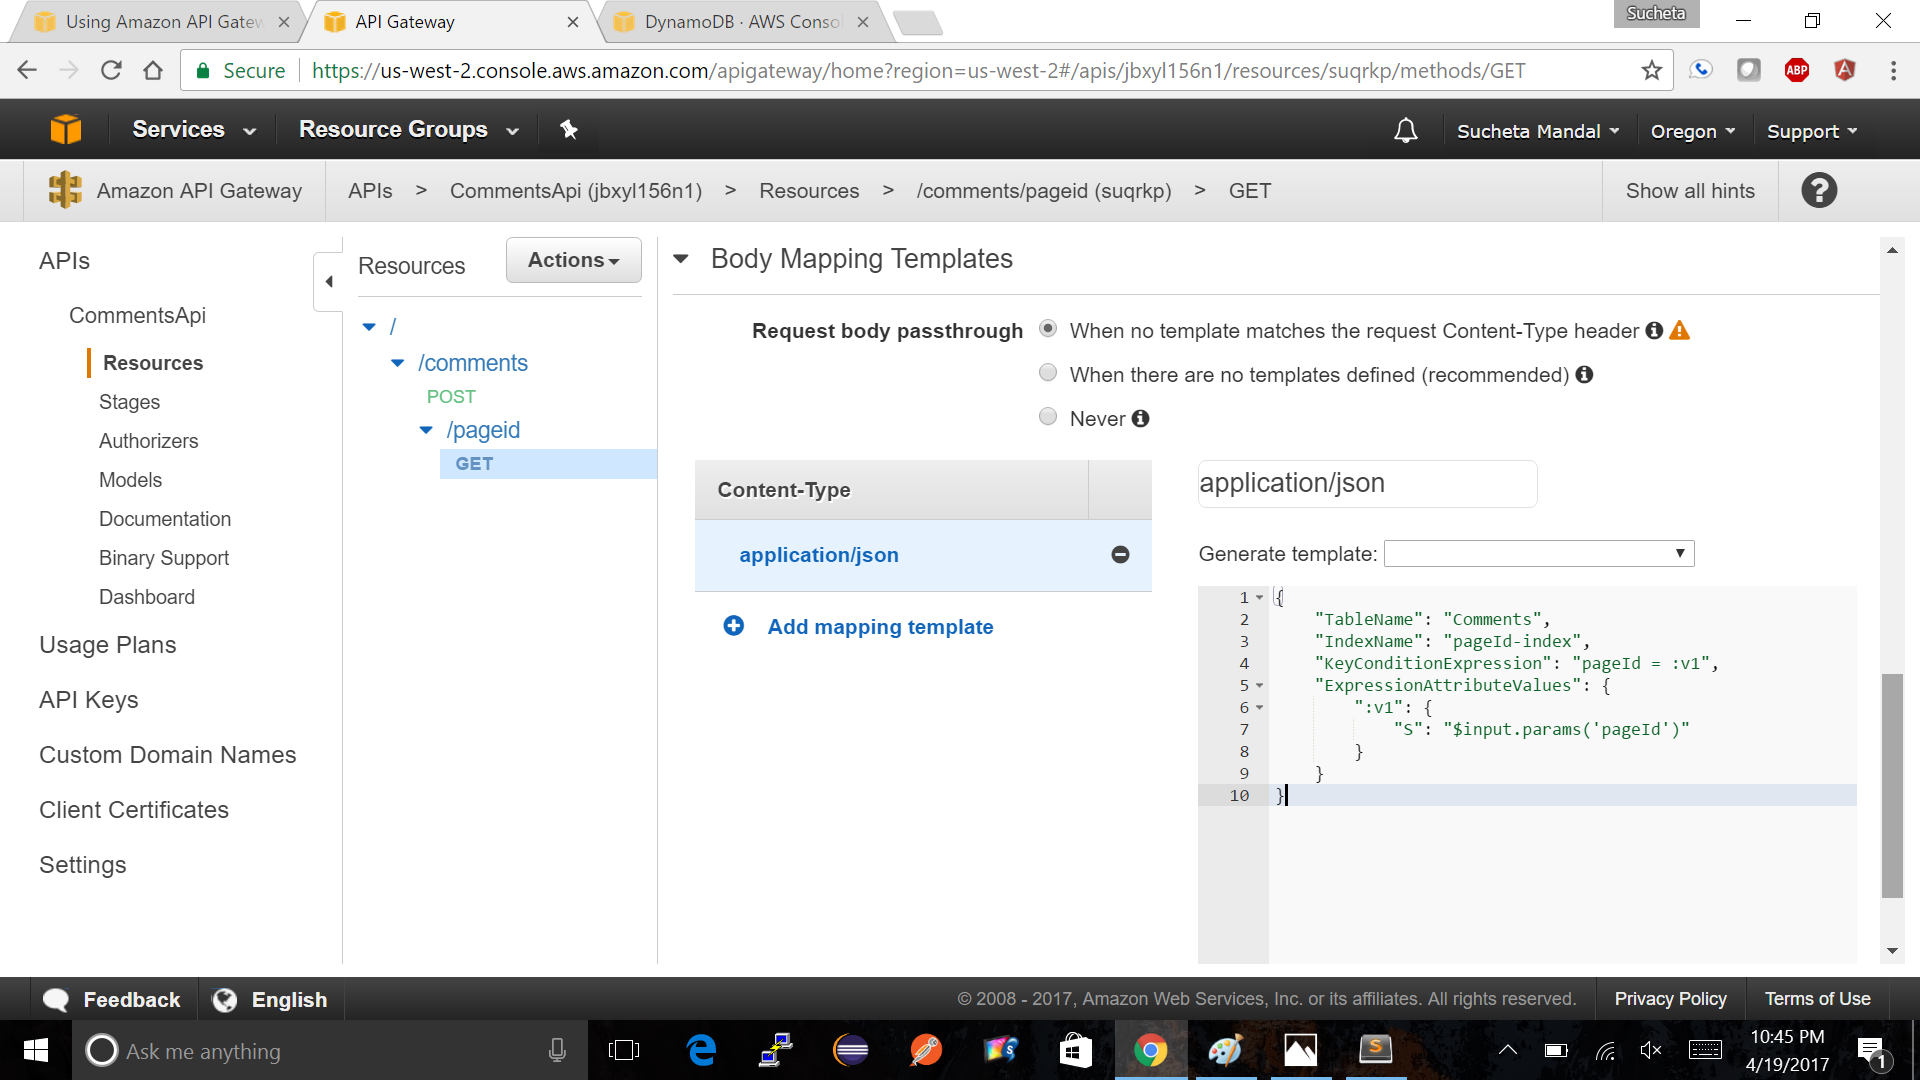 Using Amazon API Gatew
API Gateway
DynamoDB · AWS Consol
Sucheta
Secure
https://us-west-2.console.aws.amazon.com/apigateway/home?region=us-west-2#/apis/jbxyl156n1/resources/suqrkp/methods/GET
ABP
Services
Resource Groups
Sucheta Mandal
Oregon
Support
Amazon API Gateway
APIs > CommentsApi (jbxyl156n1) > Resources > /comments/pageid (suqrkp) > GET
Show all hints
?
APIs
CommentsApi
Resources
Stages
Authorizers
Models
Documentation
Binary Support
Dashboard
Usage Plans
API Keys
Custom Domain Names
Client Certificates
Settings
Resources
Actions
/
/comments
POST
/pageid
GET
Body Mapping Templates
Request body passthrough
When no template matches the request Content-Type header
When there are no templates defined (recommended)
Never
Content-Type
application/json
Add mapping template
application/json
Generate template:
1 {
2 "TableName": "Comments",
3 "IndexName": "pageId-index",
4 "KeyConditionExpression": "pageId = :v1",
5 "ExpressionAttributeValues": {
6 ":v1": {
7 "S": "$input.params('pageId')"
8 }
9 }
10 }
Feedback
English
© 2008 - 2017, Amazon Web Services, Inc. or its affiliates. All rights reserved.
Privacy Policy
Terms of Use
Ask me anything
10:45 PM
4/19/2017
1